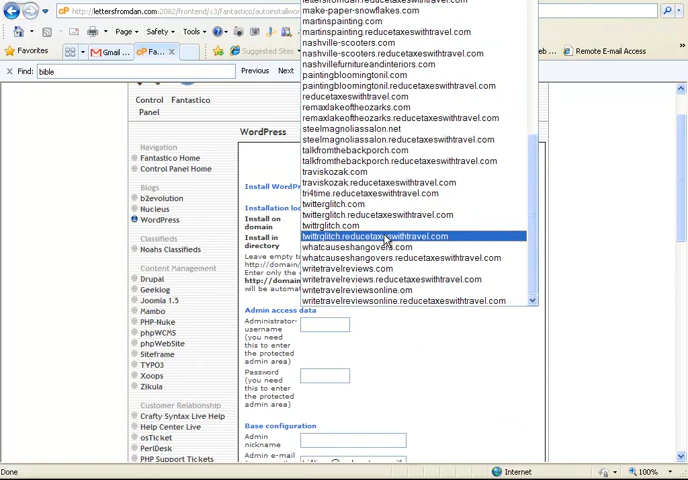 http://lettersfromdan.com:2082/frontend/x3/fantastico/autoinstallwor
Page
Safety
Tools
Favorites
Gmail ...
Fa...
Suggested Sites
Web ...
Remote E-mail Access
Find:
bible
Previous
Next
Control
Fantastico
Panel
Navigation
Fantastico Home
Control Panel Home
Blogs
b2evolution
Nucleus
WordPress
Classifieds
Noahs Classifieds
Content Management
Drupal
Geeklog
Joomla 1.5
Mambo
PHP-Nuke
phpWCMS
phpWebSite
Siteframe
TYPO3
Xoops
Zikula
Customer Relationship
Crafty Syntax Live Help
Help Center Live
osTicket
PerlDesk
PHP Support Tickets
WordPress
Install WordPr
Installation loca
Install on
domain
Install in
directory
Leave empty to
http://domain
Enter only the
http://domain
will be automat
make-paper-snowflakes.com
martinspainting.com
martinspainting.reducetaxeswithtravel.com
nashville-scooters.com
nashville-scooters.reducetaxeswithtravel.com
nashvillefurnitureandinteriors.com
paintingbloomingtonil.com
paintingbloomingtonil.reducetaxeswithtravel.com
reducetaxeswithtravel.com
remaxlakeoftheozarks.com
remaxlakeoftheozarks.reducetaxeswithtravel.com
steelmagnoliassalon.net
steelmagnoliassalon.reducetaxeswithtravel.com
talkfromthebackporch.com
talkfromthebackporch.reducetaxeswithtravel.com
traviskozak.com
traviskozak.reducetaxeswithtravel.com
tri4time.reducetaxeswithtravel.com
twitterglitch.com
twitterglitch.reducetaxeswithtravel.com
twittrglitch.com
twittrglitch.reducetaxeswithtravel.com
whatcauseshangovers.com
whatcauseshangovers.reducetaxeswithtravel.com
writetravelreviews.com
writetravelreviews.reducetaxeswithtravel.com
writetravelreviewsonline.om
writetravelreviewsonline.reducetaxeswithtravel.com
Admin access data
Administrator-
username
(you need
this to enter
the protected
admin area)
Password
(you need
this to enter
the protected
admin area)
Base configuration
Admin
nickname
Admin e-mail
Done
Internet
100%